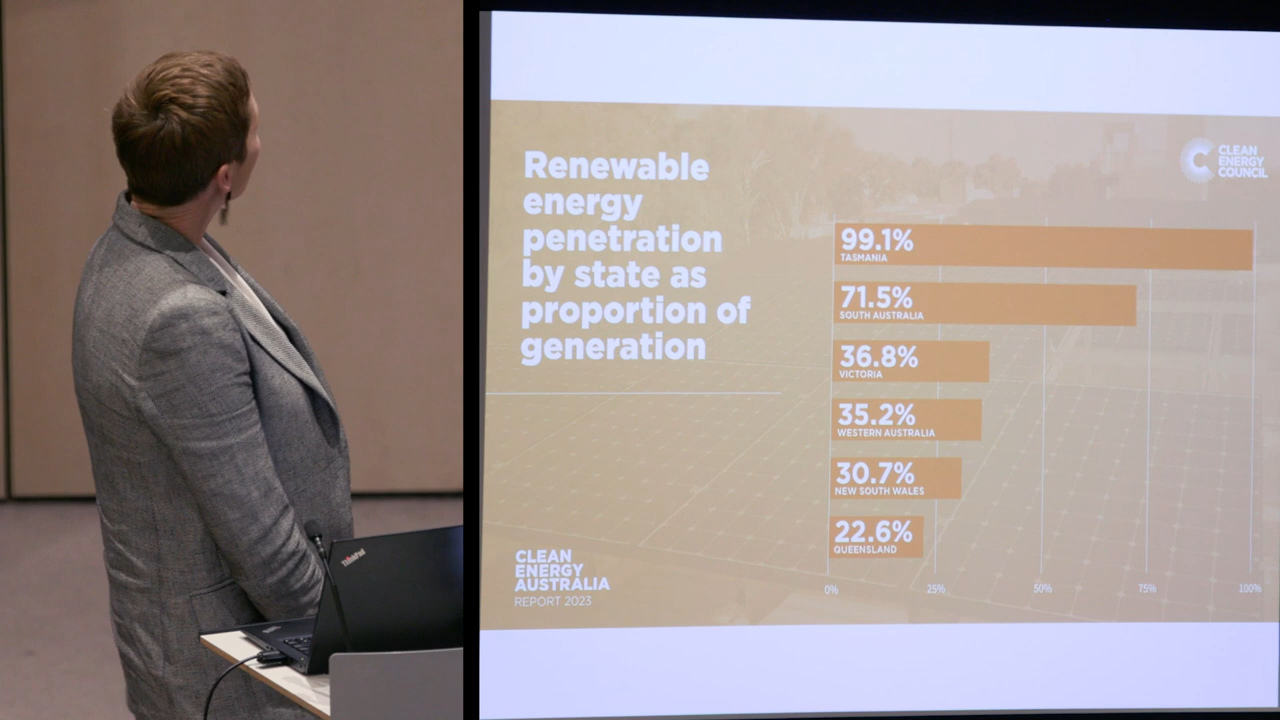 Renewable
energy
penetration
by state as
proportion of
generation
CLEAN
ENERGY
COUNCIL
99.1%
TASMANIA
71.5%
SOUTH AUSTRALIA
36.8%
VICTORIA
35.2%
WESTERN AUSTRALIA
30.7%
NEW SOUTH WALES
22.6%
QUEENSLAND
0% 25% 50% 75% 100%
CLEAN
ENERGY
AUSTRALIA
REPORT 2023
ThinkPad